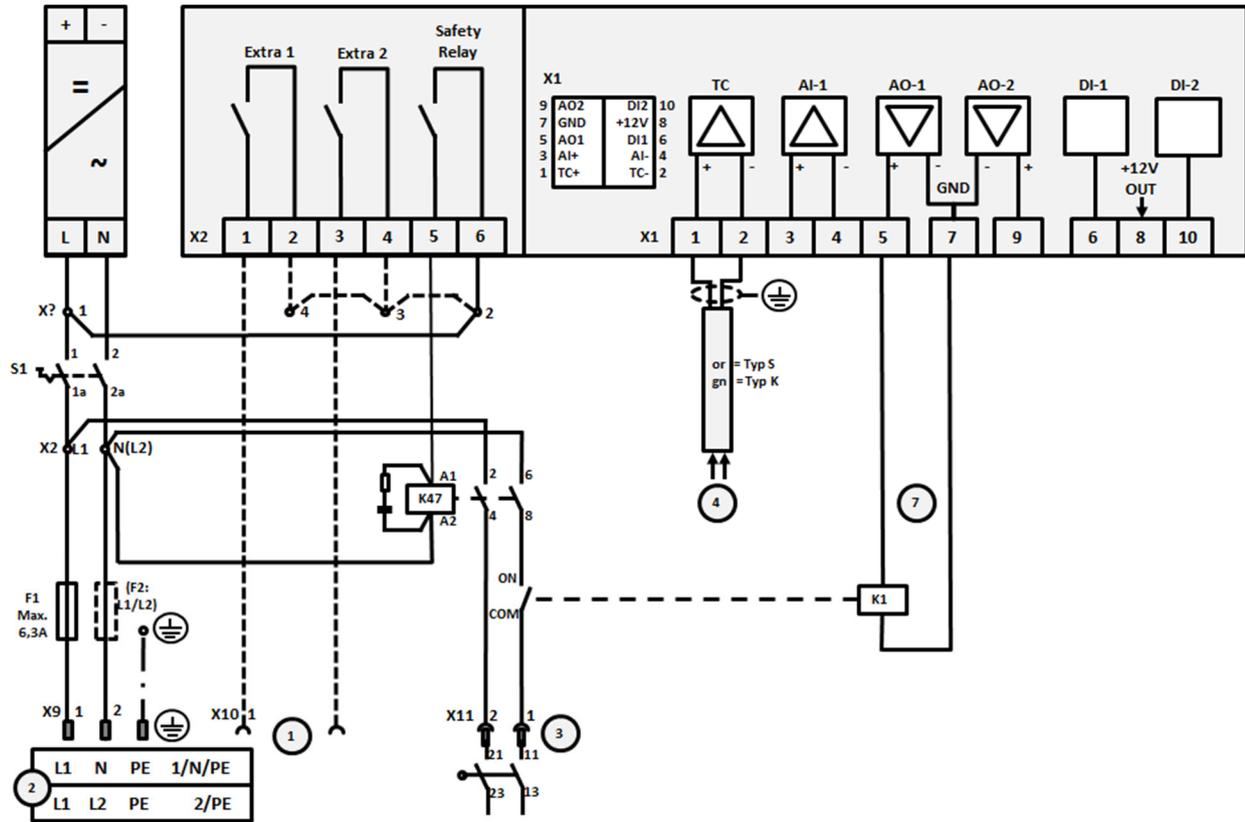 + -
=
~
L N
Extra 1
Extra 2
Safety
Relay
X2 1 2 3 4 5 6
X1
9 AO2 DI2 10
7 GND +12V 8
5 AO1 DI1 6
3 AI+ AI- 4
1 TC+ TC- 2
TC
AI-1
AO-1
AO-2
DI-1
DI-2
+ - + - + - - +
GND
+12V
OUT
X1 1 2 3 4 5 7 9 6 8 10
X? 1
4
3
2
1 2
S1
1a 2a
or = Typ S
gn = Typ K
X2 L1 N(L2)
A1
K47
A2
2 6
4 8
4
7
F1
Max.
6,3A
(F2:
L1/L2)
ON
COM
K1
X9 1 2
X10 1
1
X11 2 1
3
21 11
23 13
2
L1 N PE 1/N/PE
L1 L2 PE 2/PE